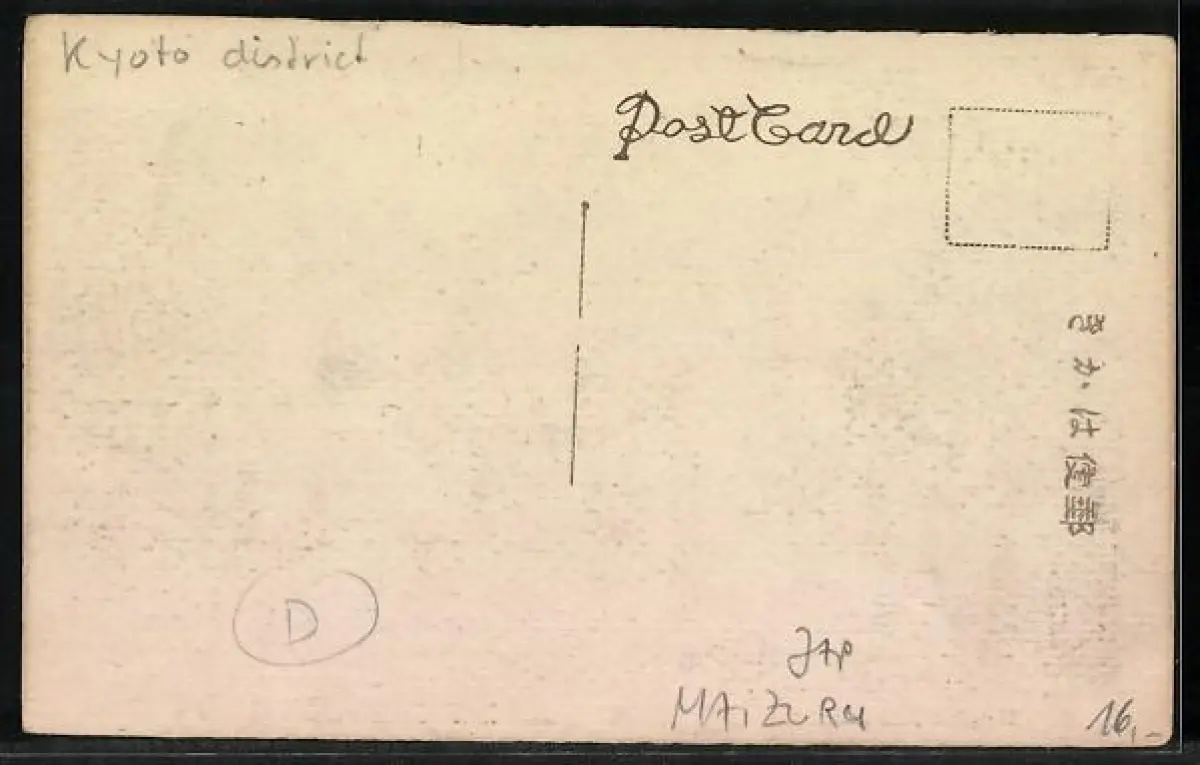 Kyoto district
Post Card
郵便はかき
D
Jap
MAiZURU
16,-